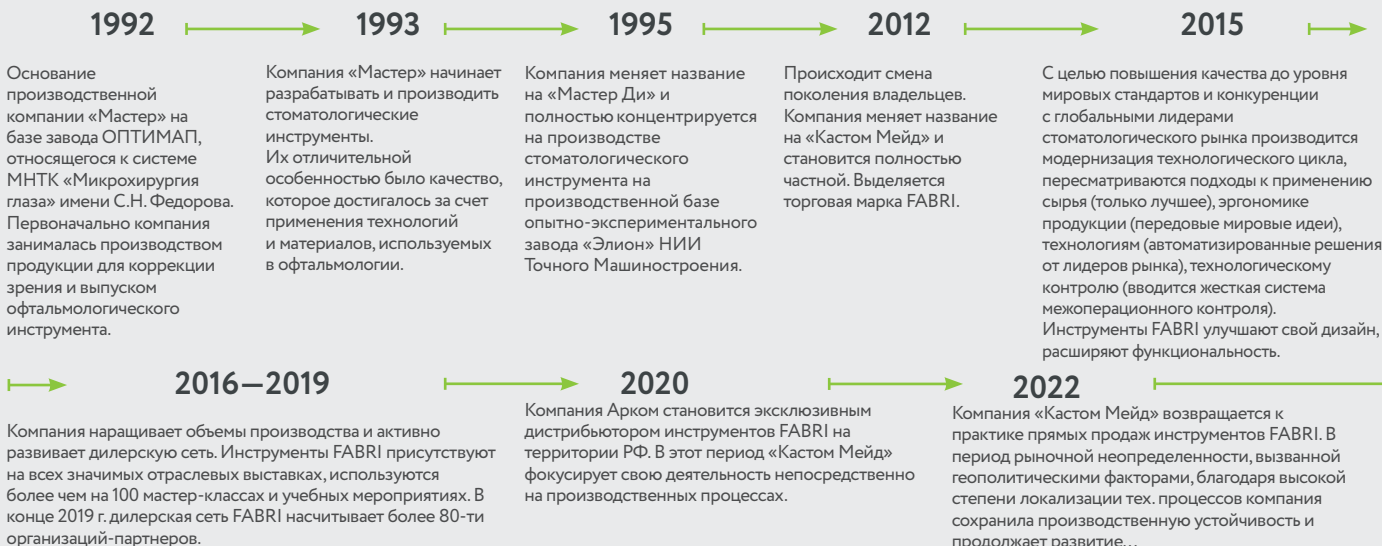 1992
Основание
производственной
компании «Мастер» на
базе завода ОПТИМАП,
относящегося к системе
МНТК «Микрохирургия
глаза» имени С.Н. Федорова.
Первоначально компания
занималась производством
продукции для коррекции
зрения и выпуском
офтальмологического
инструмента.
1993
Компания «Мастер» начинает
разрабатывать и производить
стоматологические
инструменты.
Их отличительной
особенностью было качество,
которое достигалось за счет
применения технологий
и материалов, используемых
в офтальмологии.
1995
Компания меняет название
на «Мастер Ди» и
полностью концентрируется
на производстве
стоматологического
инструмента на
производственной базе
опытно-экспериментального
завода «Элион» НИИ
Точного Машиностроения.
2012
Происходит смена
поколения владельцев.
Компания меняет название
на «Кастом Мейд» и
становится полностью
частной. Выделяется
торговая марка FABRI.
2015
С целью повышения качества до уровня
мировых стандартов и конкуренции
с глобальными лидерами
стоматологического рынка производится
модернизация технологического цикла,
пересматриваются подходы к применению
сырья (только лучшее), эргономике
продукции (передовые мировые идеи),
технологиям (автоматизированные решения
от лидеров рынка), технологическому
контролю (вводится жесткая система
межоперационного контроля).
Инструменты FABRI улучшают свой дизайн,
расширяют функциональность.
2016—2019
Компания наращивает объемы производства и активно
развивает дилерскую сеть. Инструменты FABRI присутствуют
на всех значимых отраслевых выставках, используются
более чем на 100 мастер-классах и учебных мероприятиях. В
конце 2019 г. дилерская сеть FABRI насчитывает более 80-ти
организаций-партнеров.
2020
Компания Арком становится эксклюзивным
дистрибьютором инструментов FABRI на
территории РФ. В этот период «Кастом Мейд»
фокусирует свою деятельность непосредственно
на производственных процессах.
2022
Компания «Кастом Мейд» возвращается к
практике прямых продаж инструментов FABRI. В
период рыночной неопределенности, вызванной
геополитическими факторами, благодаря высокой
степени локализации тех. процессов компания
сохранила производственную устойчивость и
продолжает развитие...